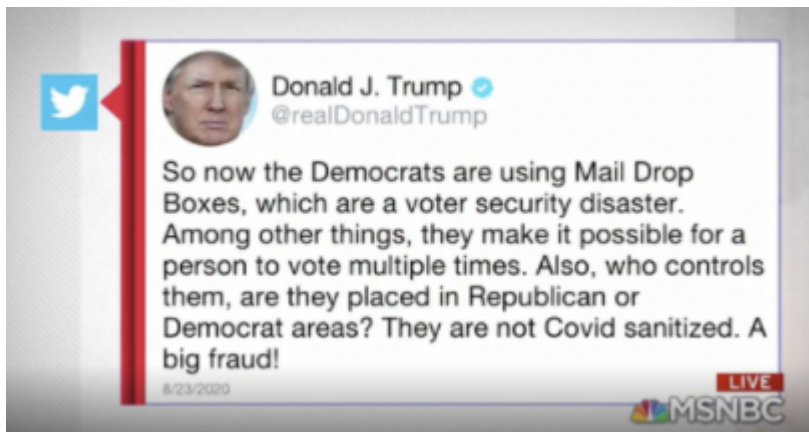 Donald J. Trump
@realDonaldTrump
So now the Democrats are using Mail Drop
Boxes, which are a voter security disaster.
Among other things, they make it possible for a
person to vote multiple times. Also, who controls
them, are they placed in Republican or
Democrat areas? They are not Covid sanitized. A
big fraud!
8/23/2020
LIVE
MSNBC